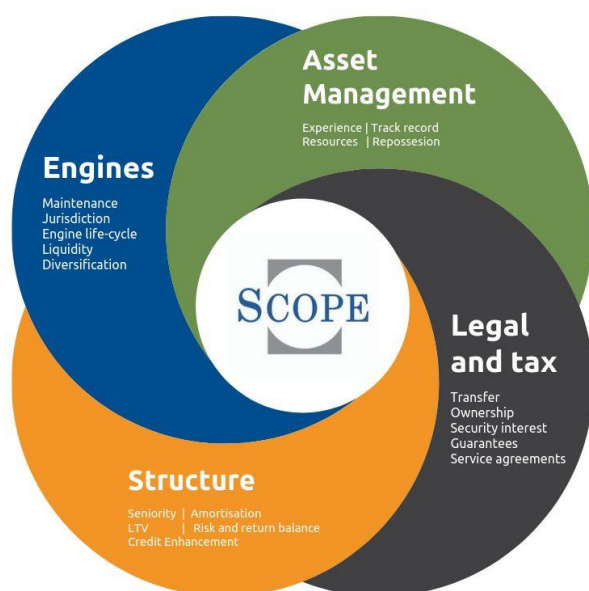 Asset
Management
Experience | Track record
Resources | Repossesion
Engines
Maintenance
Jurisdiction
Engine life-cycle
Liquidity
Diversification
SCOPE
Legal
and tax
Transfer
Ownership
Security interest
Guarantees
Service agreements
Structure
Seniority | Amortisation
LTV | Risk and return balance
Credit Enhancement